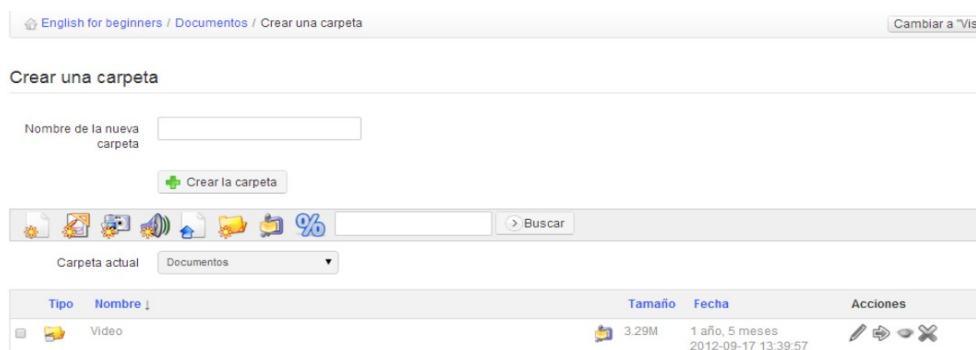 English for beginners / Documentos / Crear una carpeta
Cambiar a "Vis
Crear una carpeta
Nombre de la nueva
carpeta
Crear la carpeta
%
Buscar
Carpeta actual Documentos
Tipo Nombre ↓ Tamaño Fecha Acciones
Video 3.29M 1 año, 5 meses
2012-09-17 13:39:57